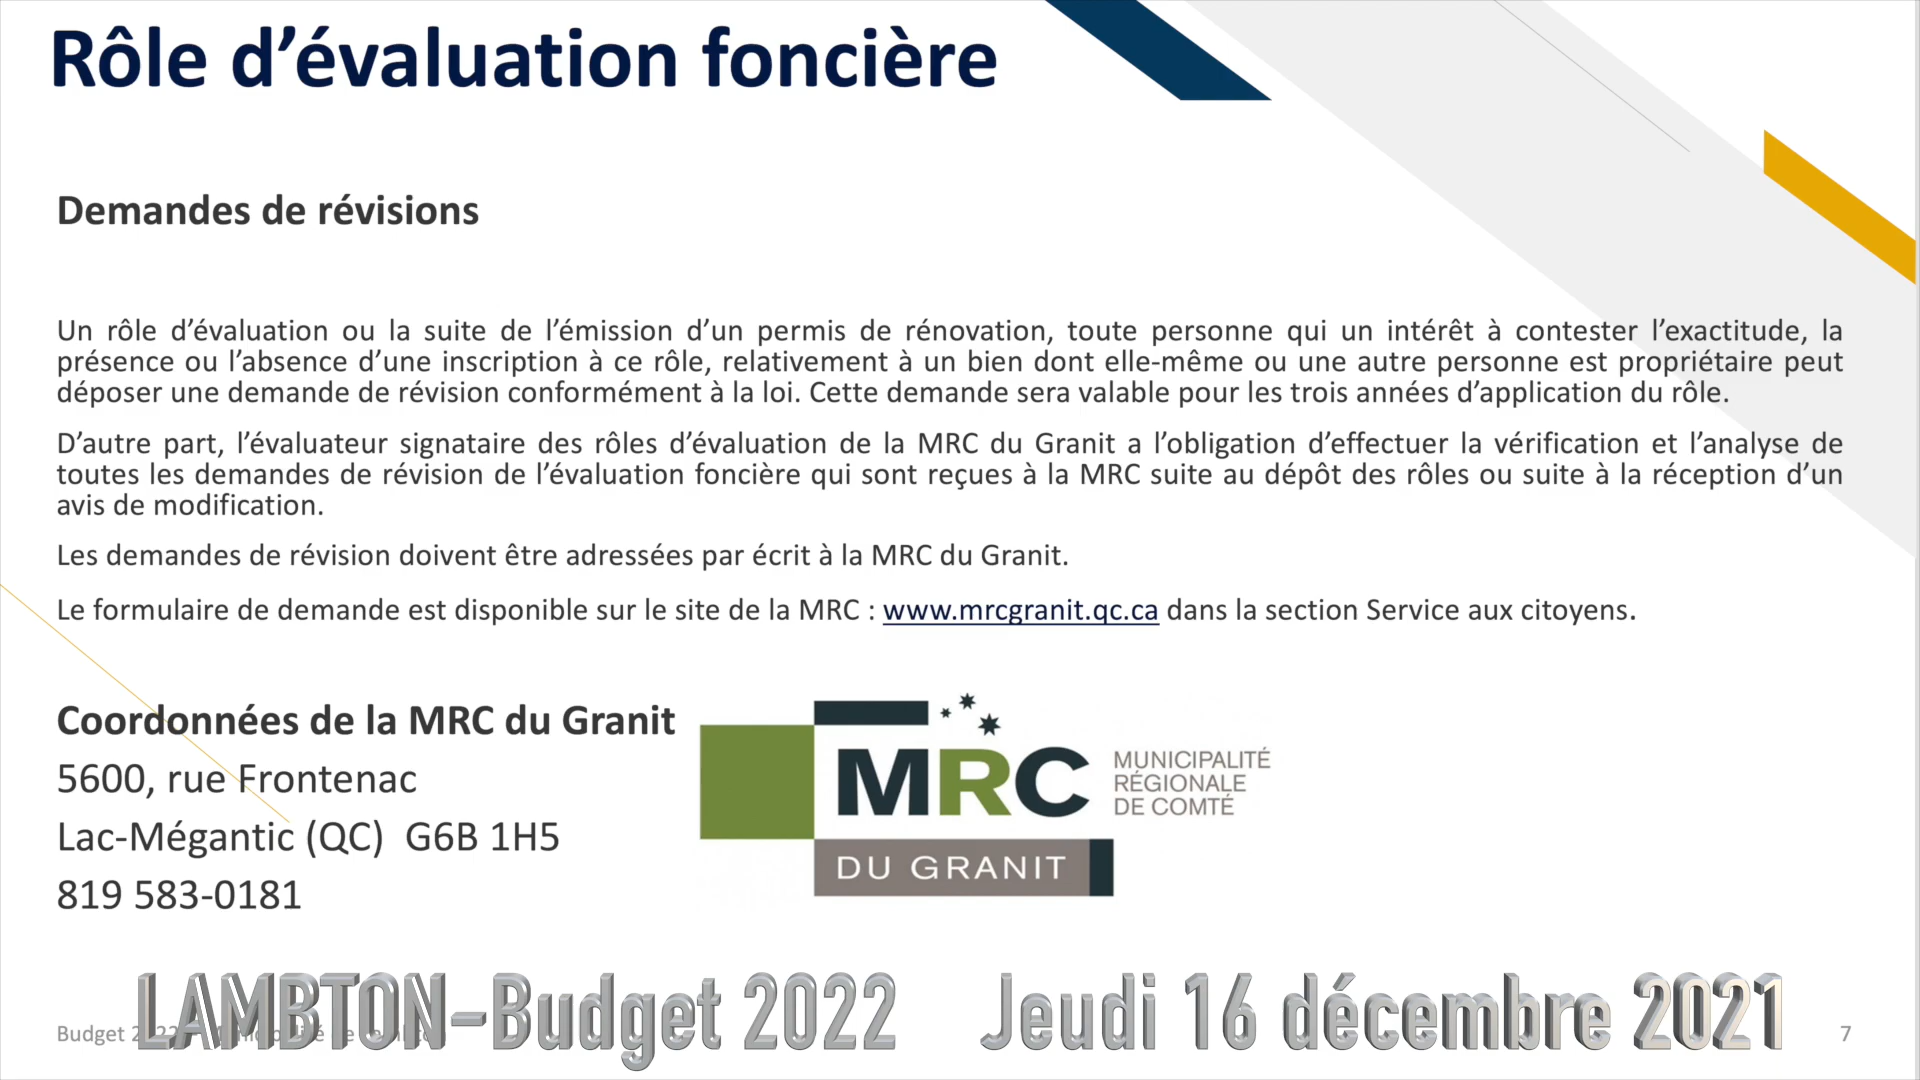 Rôle d’évaluation foncière
Demandes de révisions
Un rôle d’évaluation ou la suite de l’émission d’un permis de rénovation, toute personne qui un intérêt à contester l’exactitude, la
présence ou l’absence d’une inscription à ce rôle, relativement à un bien dont elle-même ou une autre personne est propriétaire peut
déposer une demande de révision conformément à la loi. Cette demande sera valable pour les trois années d’application du rôle.
D’autre part, l’évaluateur signataire des rôles d’évaluation de la MRC du Granit a l’obligation d’effectuer la vérification et l’analyse de
toutes les demandes de révision de l’évaluation foncière qui sont reçues à la MRC suite au dépôt des rôles ou suite à la réception d’un
avis de modification.
Les demandes de révision doivent être adressées par écrit à la MRC du Granit.
Le formulaire de demande est disponible sur le site de la MRC : www.mrcgranit.qc.ca dans la section Service aux citoyens.
Coordonnées de la MRC du Granit
5600, rue Frontenac
Lac-Mégantic (QC) G6B 1H5
819 583-0181
MRC
MUNICIPALITÉ
RÉGIONALE
DE COMTÉ
DU GRANIT
LAMBTON-Budget 2022 Jeudi 16 décembre 2021
Budget
7